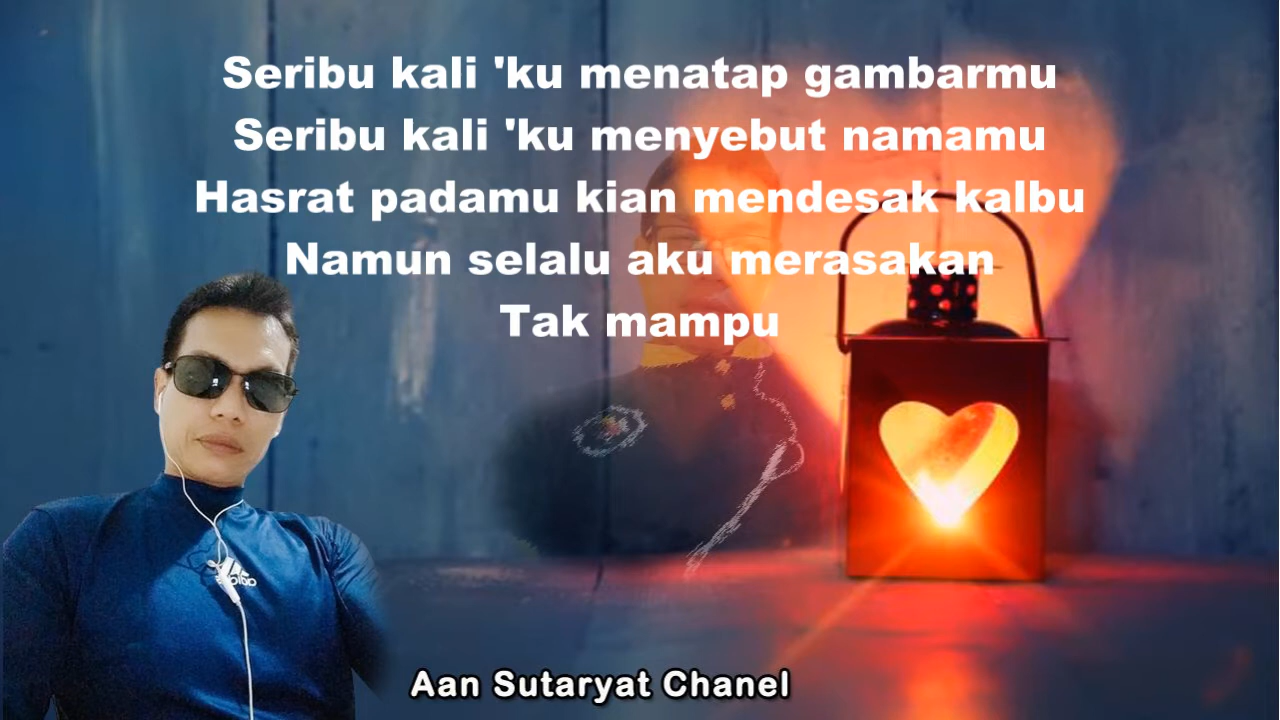 Seribu kali 'ku menatap gambarmu
Seribu kali 'ku menyebut namamu
Hasrat padamu kian mendesak kalbu
Namun selalu aku merasakan
Tak mampu
Aan Sutaryat Chanel